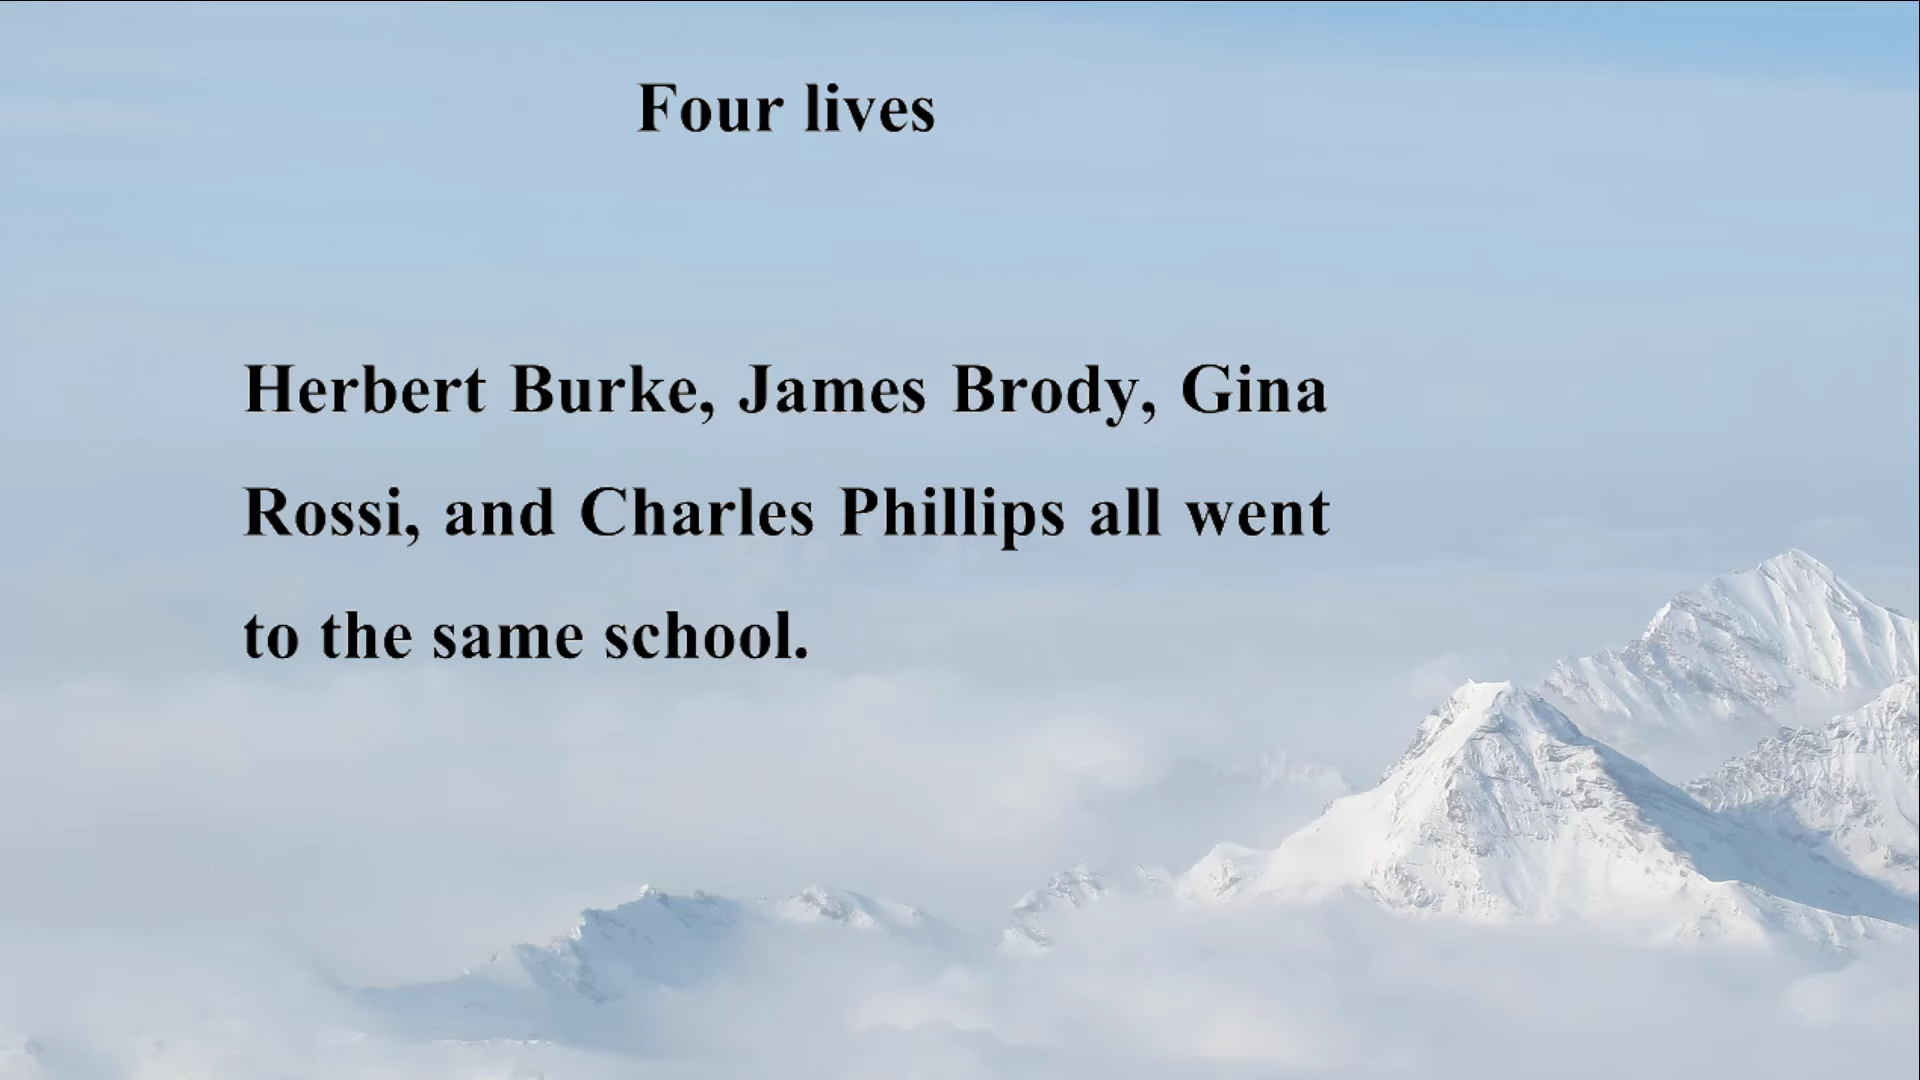 Four lives
Herbert Burke, James Brody, Gina
Rossi, and Charles Phillips all went
to the same school.